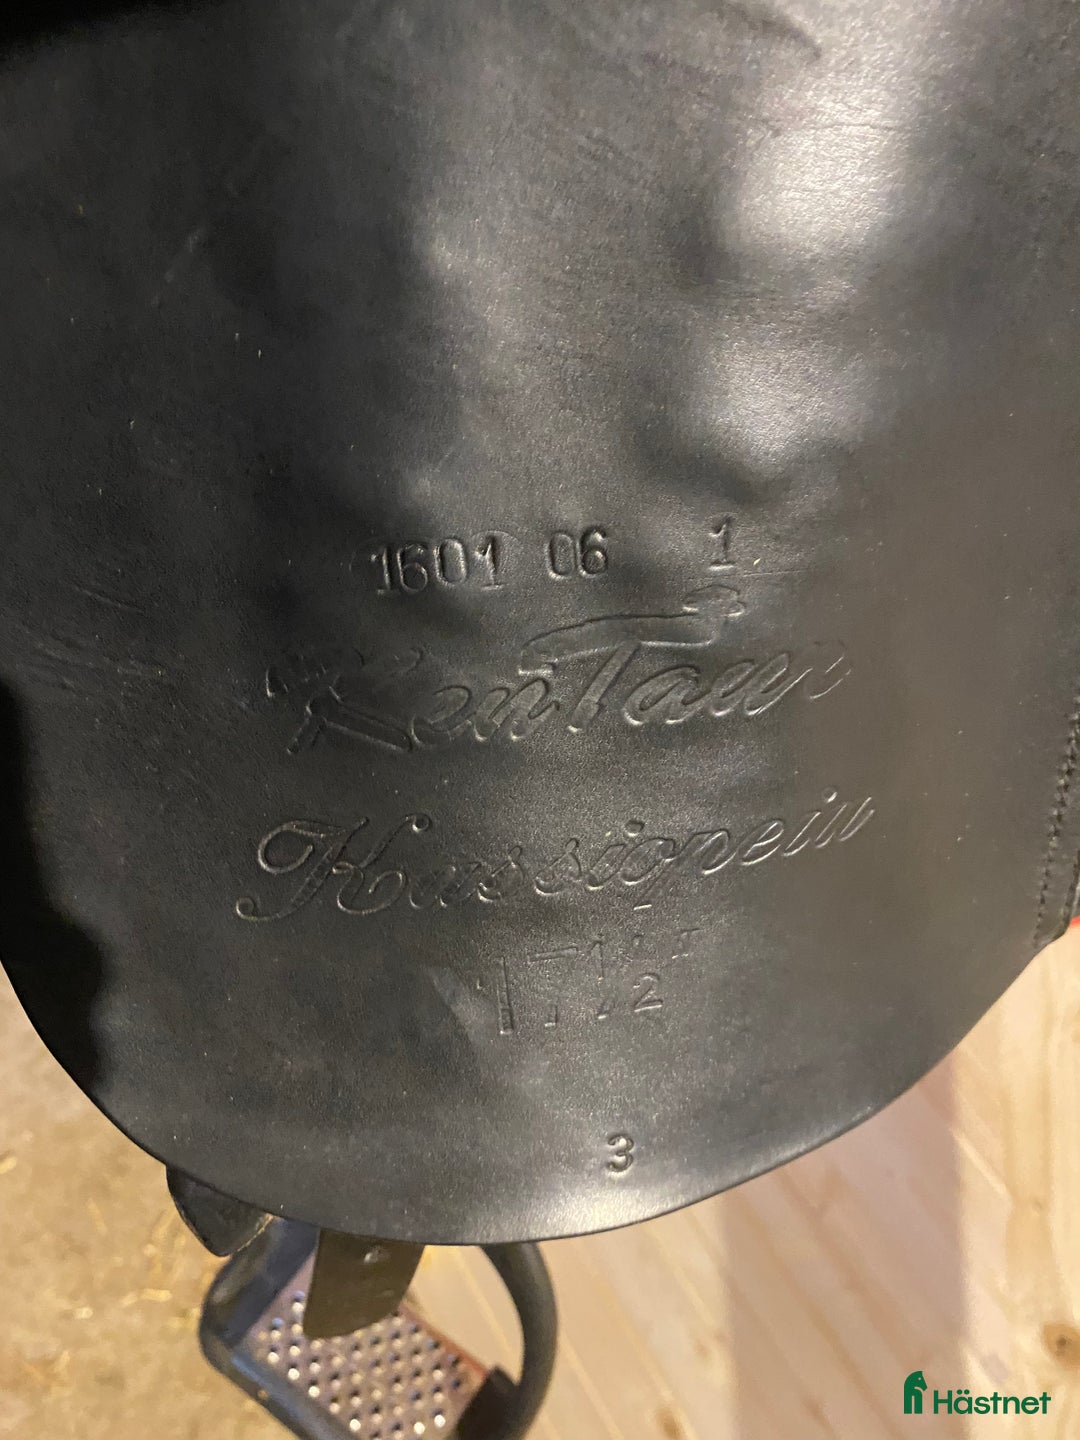 1601 06 1
KenTaur
Kassiopeia
17 1/2"
3
Hästnet